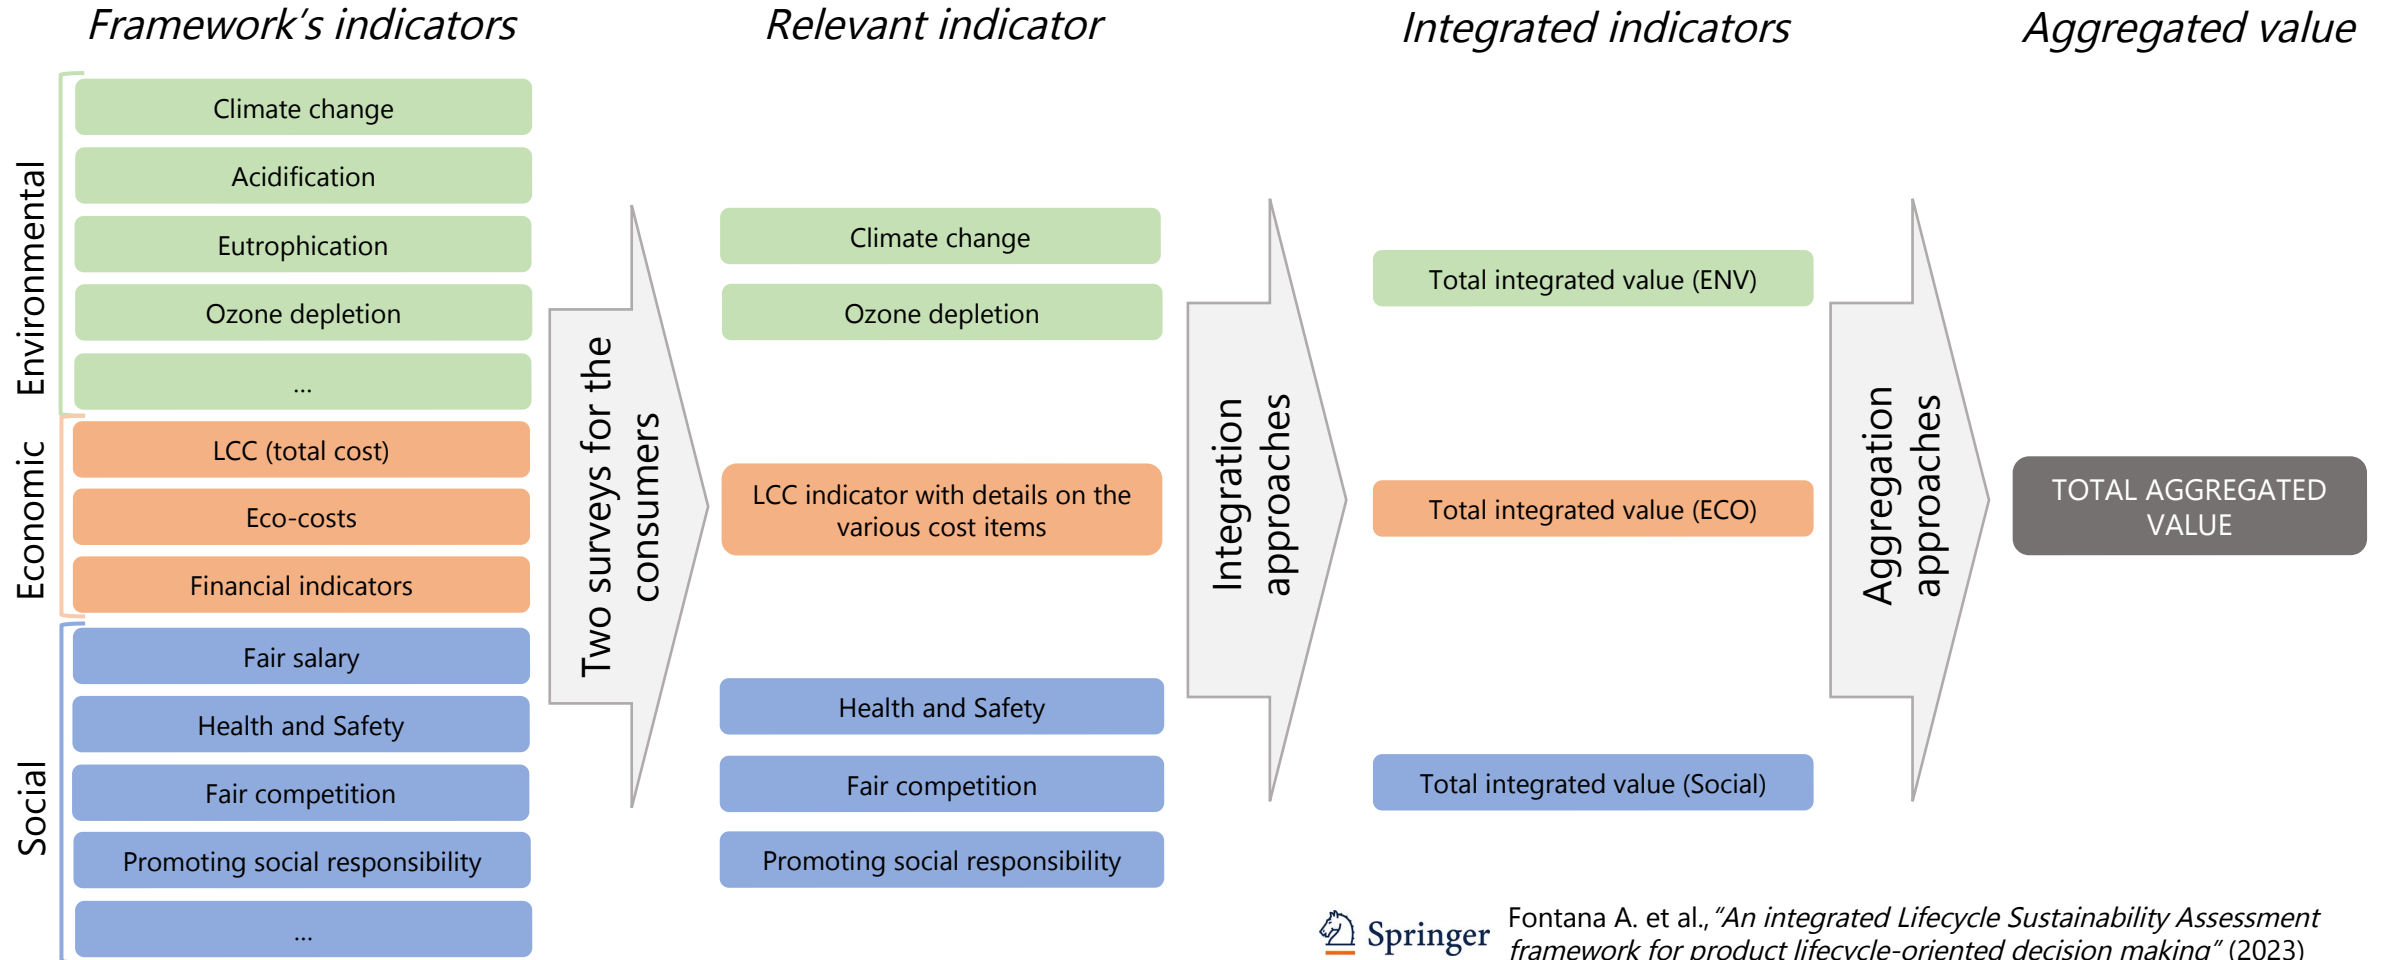 Framework's indicators
Relevant indicator
Integrated indicators
Aggregated value
Environmental
Climate change
Acidification
Eutrophication
Ozone depletion
...
Economic
LCC (total cost)
Eco-costs
Financial indicators
Social
Fair salary
Health and Safety
Fair competition
Promoting social responsibility
...
Two surveys for the
consumers
Climate change
Ozone depletion
LCC indicator with details on the
various cost items
Health and Safety
Fair competition
Promoting social responsibility
Integration
approaches
Total integrated value (ENV)
Total integrated value (ECO)
Total integrated value (Social)
Aggregation
approaches
TOTAL AGGREGATED
VALUE
Springer
Fontana A. et al., “An integrated Lifecycle Sustainability Assessment
framework for product lifecycle-oriented decision making” (2023)